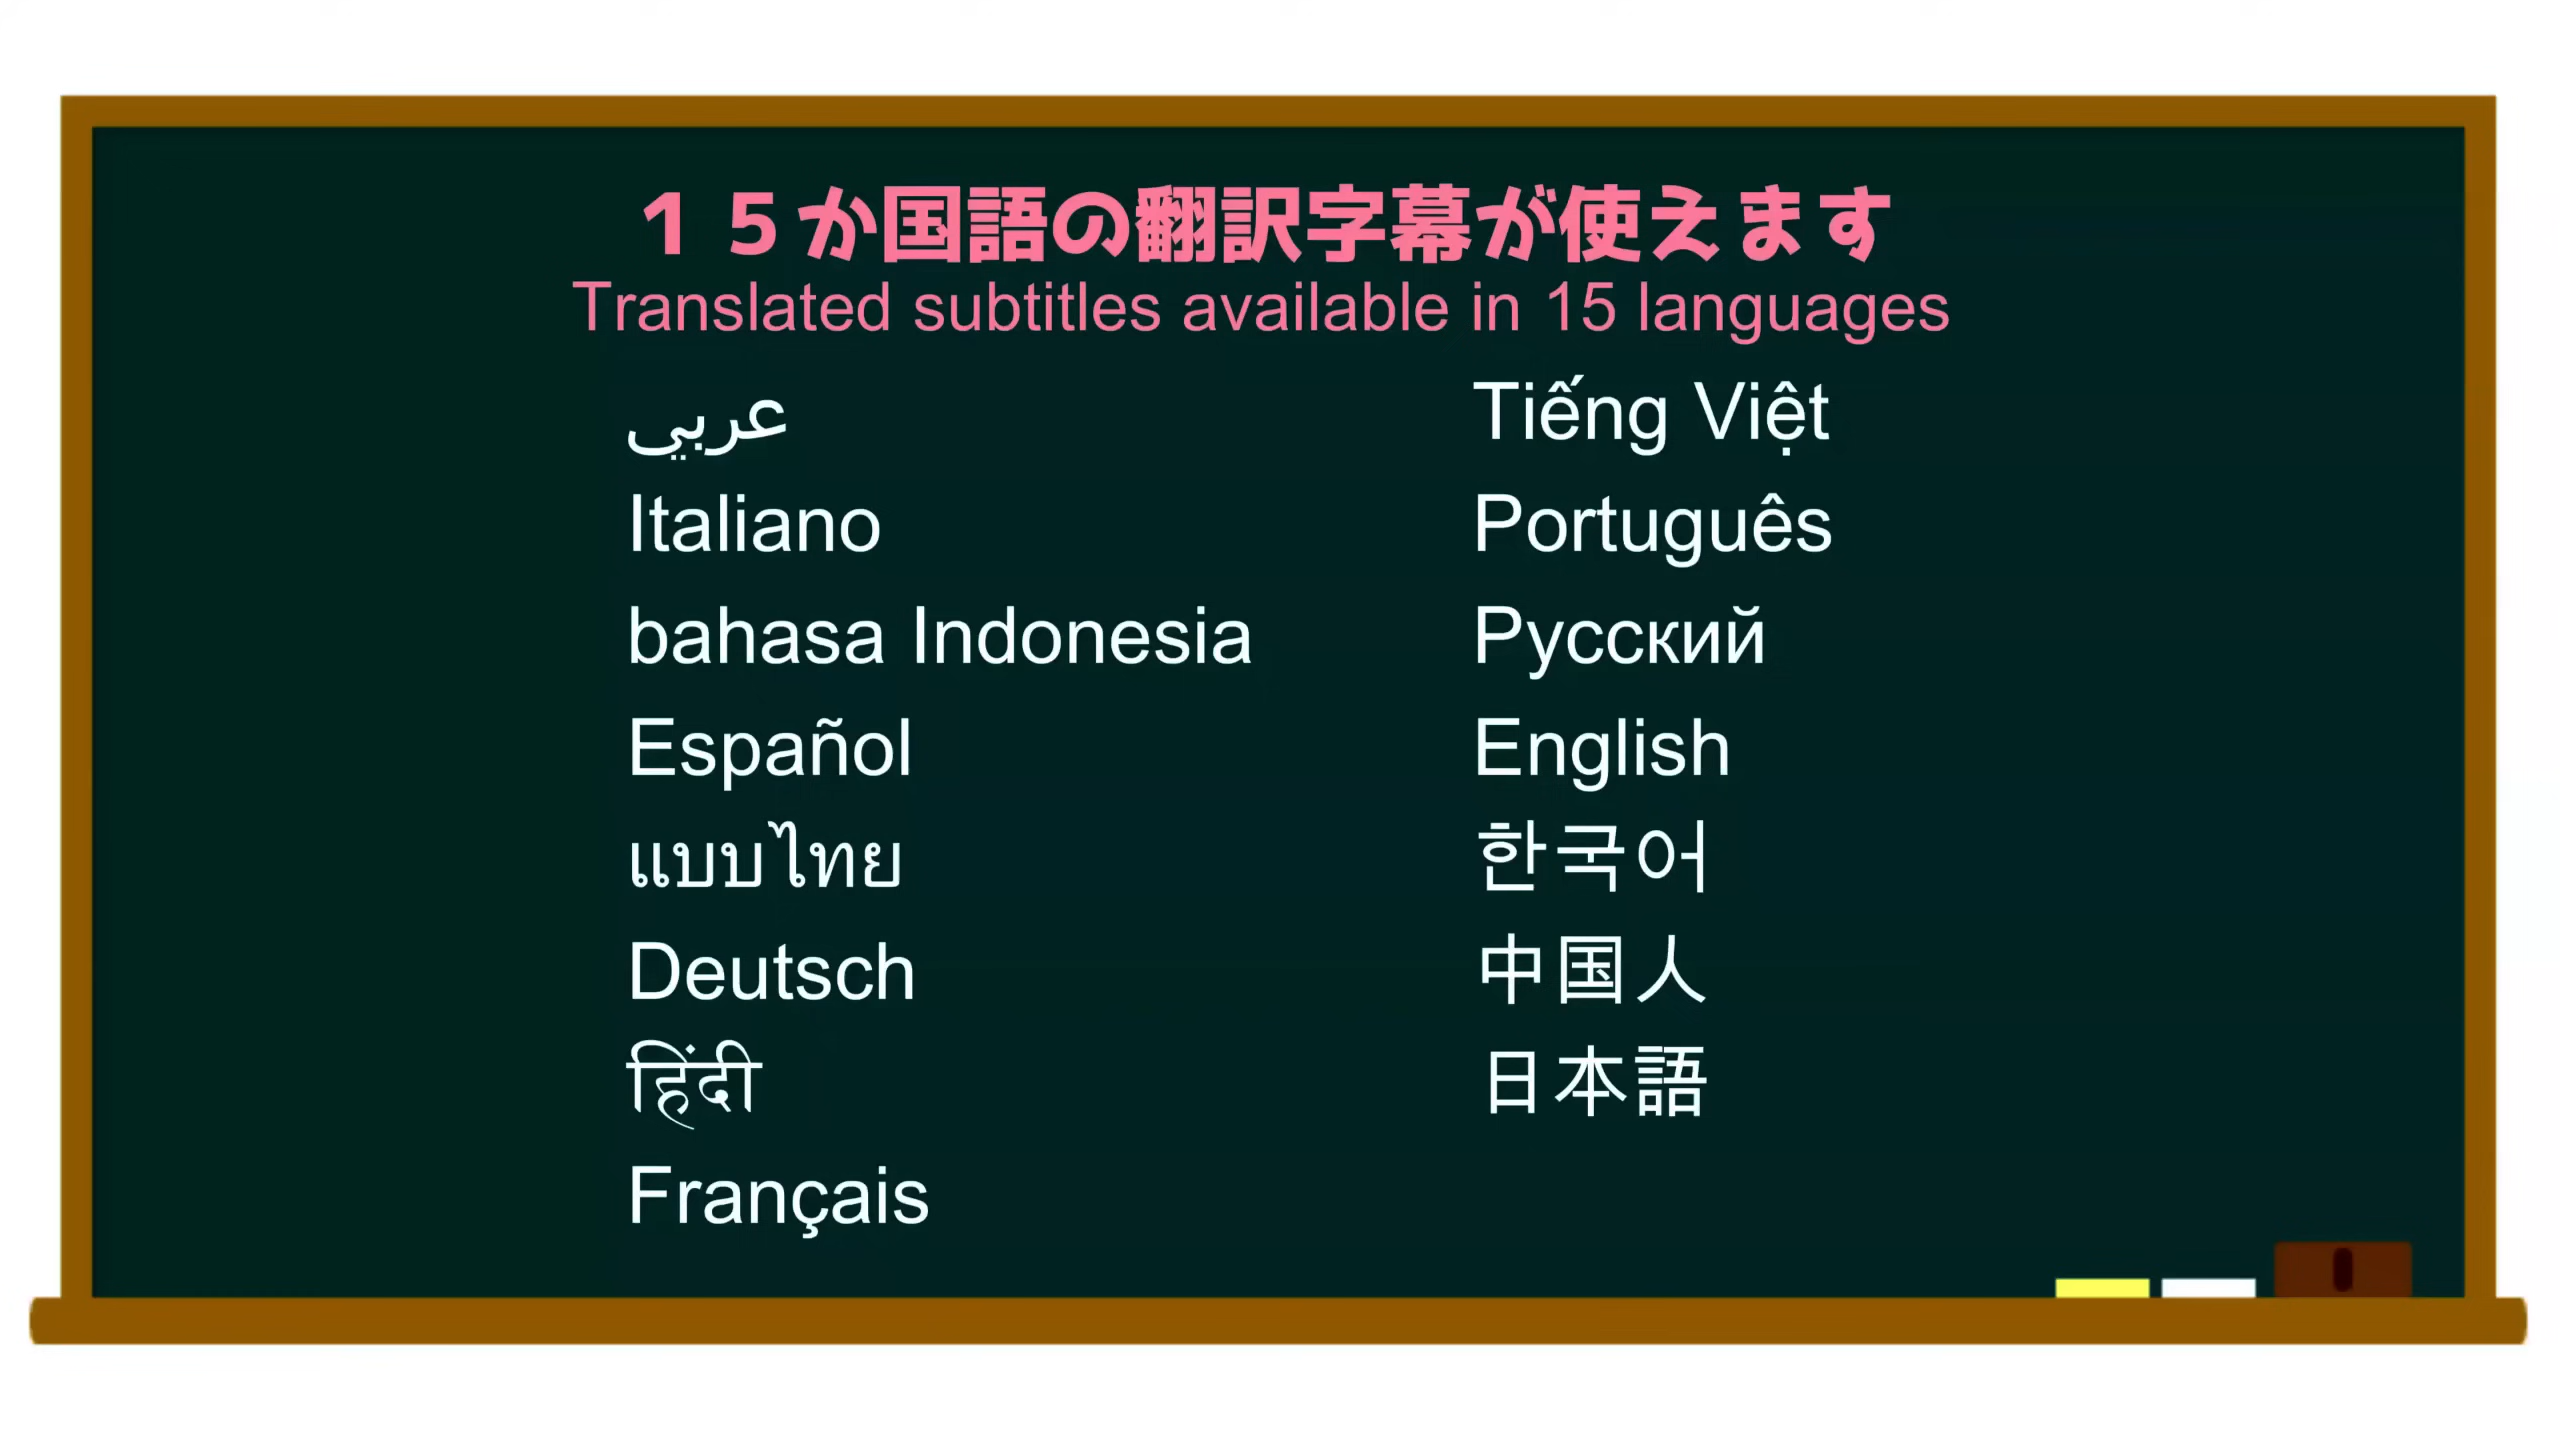 １５か国語の翻訳字幕が使えます
Translated subtitles available in 15 languages
عربي
Italiano
bahasa Indonesia
Español
แบบไทย
Deutsch
हिंदी
Français
Tiếng Việt
Português
Русский
English
한국어
中国人
日本語